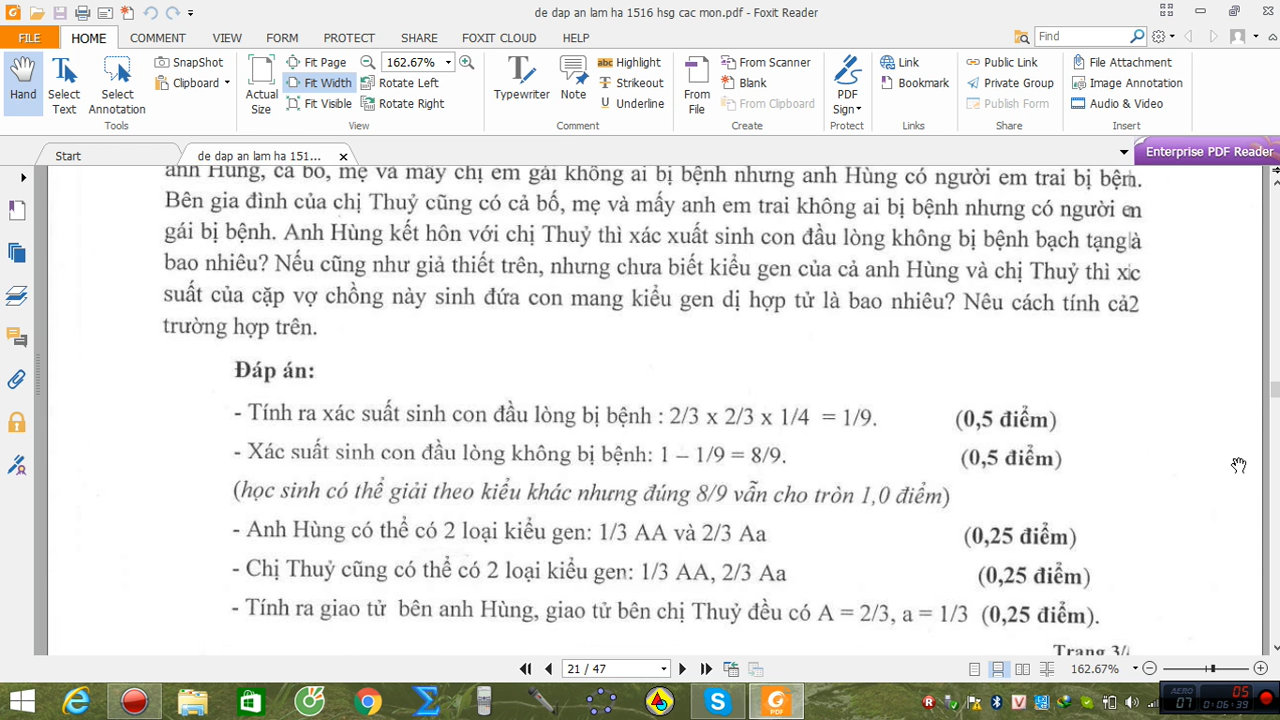 de dap an lam ha 1516 hsg cac mon.pdf - Foxit Reader
FILE HOME COMMENT VIEW FORM PROTECT SHARE FOXIT CLOUD HELP Find
Hand
Select Text
Select Annotation
SnapShot
Clipboard
Tools
Actual Size
Fit Page
Fit Width
Fit Visible
162.67%
Rotate Left
Rotate Right
View
Typewriter
Note
Highlight
Strikeout
Underline
Comment
From File
From Scanner
Blank
From Clipboard
Create
PDF Sign
Protect
Link
Bookmark
Links
Public Link
Private Group
Publish Form
Share
File Attachment
Image Annotation
Audio & Video
Insert
Start de dap an lam ha 151... Enterprise PDF Reader
anh Hùng, cả bố, mẹ và mấy chị em gái không ai bị bệnh nhưng anh Hùng có người em trai bị bệnh.
Bên gia đình của chị Thuỷ cũng có cả bố, mẹ và mấy anh em trai không ai bị bệnh nhưng có người em
gái bị bệnh. Anh Hùng kết hôn với chị Thuỷ thì xác xuất sinh con đầu lòng không bị bệnh bạch tạng là
bao nhiêu? Nếu cũng như giả thiết trên, nhưng chưa biết kiểu gen của cả anh Hùng và chị Thuỷ thì xác
suất của cặp vợ chồng này sinh đứa con mang kiểu gen dị hợp tử là bao nhiêu? Nêu cách tính cả 2
trường hợp trên.
Đáp án:
- Tính ra xác suất sinh con đầu lòng bị bệnh : 2/3 x 2/3 x 1/4 = 1/9. (0,5 điểm)
- Xác suất sinh con đầu lòng không bị bệnh: 1 – 1/9 = 8/9. (0,5 điểm)
(học sinh có thể giải theo kiểu khác nhưng đúng 8/9 vẫn cho tròn 1,0 điểm)
- Anh Hùng có thể có 2 loại kiểu gen: 1/3 AA và 2/3 Aa (0,25 điểm)
- Chị Thuỷ cũng có thể có 2 loại kiểu gen: 1/3 AA, 2/3 Aa (0,25 điểm)
- Tính ra giao tử bên anh Hùng, giao tử bên chị Thuỷ đều có A = 2/3, a = 1/3 (0,25 điểm).
Trang 3/
21 / 47 162.67%
AERO 07 05 0:06:39